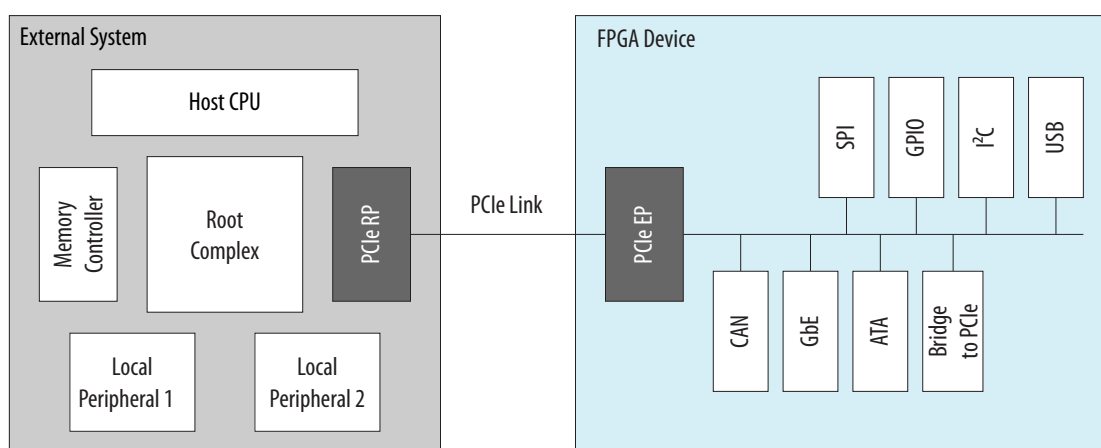 External System
Host CPU
Memory
Controller
Root
Complex
PCIe RP
Local
Peripheral 1
Local
Peripheral 2
PCIe Link
FPGA Device
PCIe EP
SPI
GPIO
I²C
USB
CAN
GbE
ATA
Bridge
to PCIe